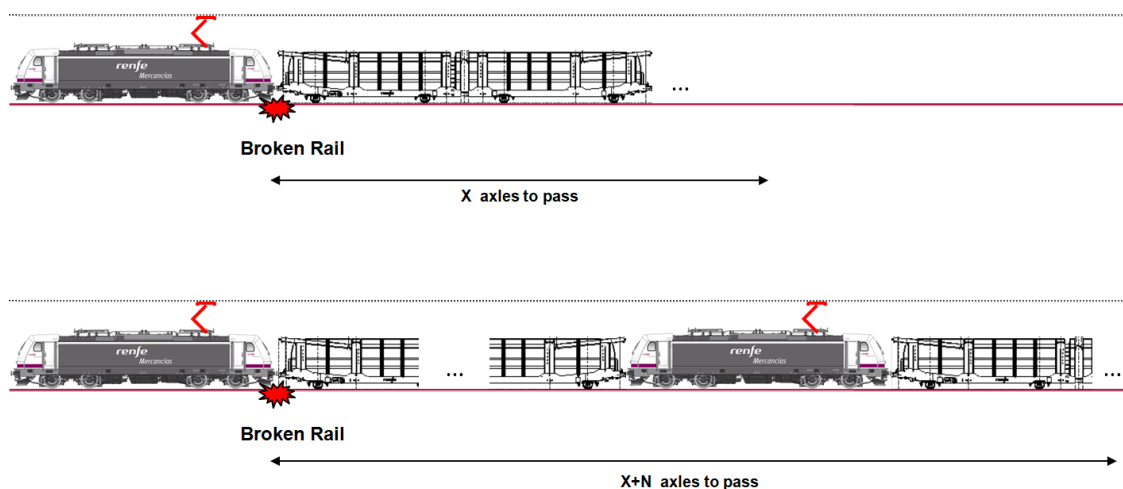 renfe
Mercancías
...
Broken Rail
X axles to pass
renfe
Mercancías
renfe
Mercancías
...
...
Broken Rail
X+N axles to pass